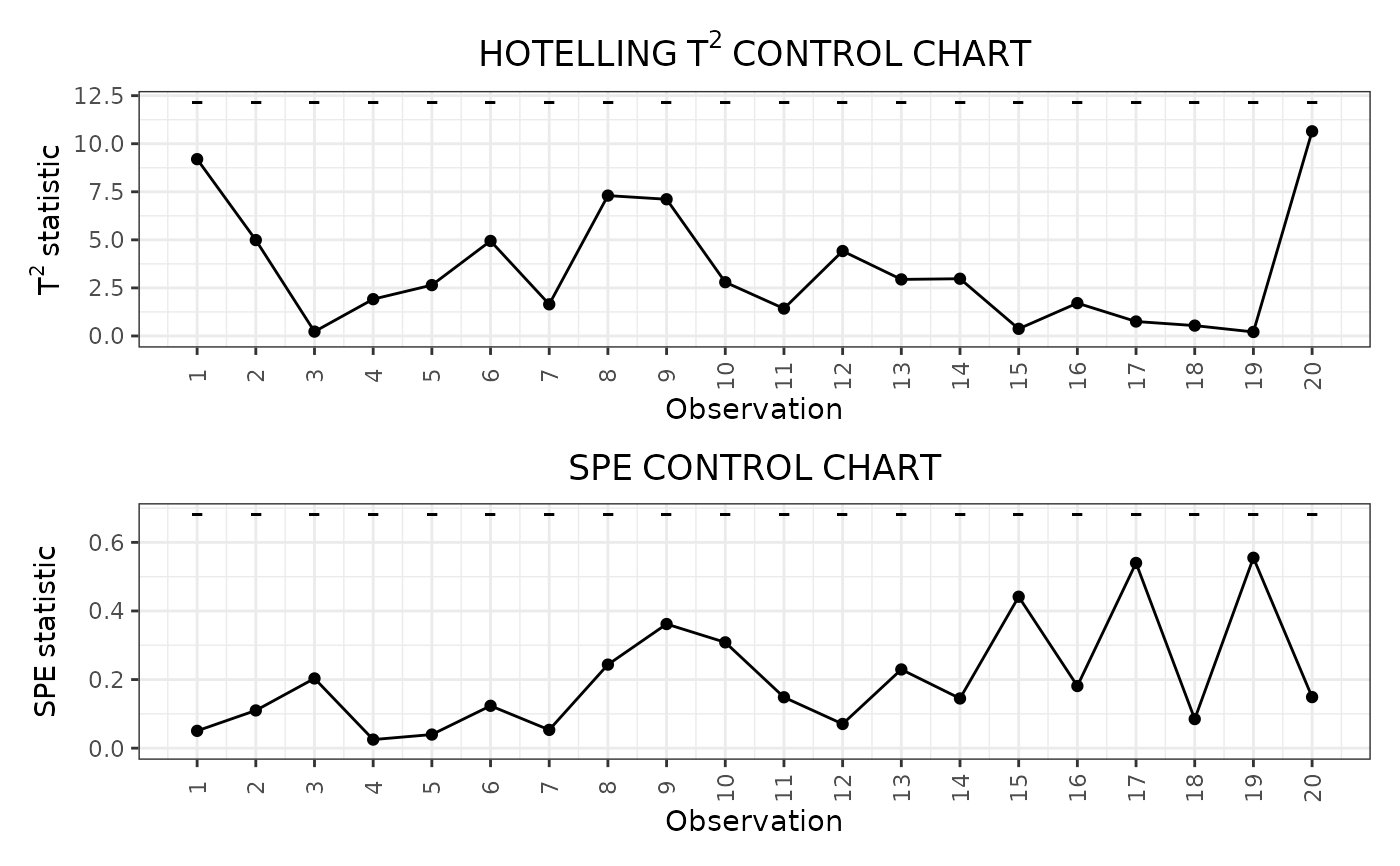 HOTELLING T² CONTROL CHART
12.5
10.0
7.5
5.0
2.5
0.0
T² statistic
1 2 3 4 5 6 7 8 9 10 11 12 13 14 15 16 17 18 19 20
Observation
SPE CONTROL CHART
0.6
0.4
0.2
0.0
SPE statistic
1 2 3 4 5 6 7 8 9 10 11 12 13 14 15 16 17 18 19 20
Observation